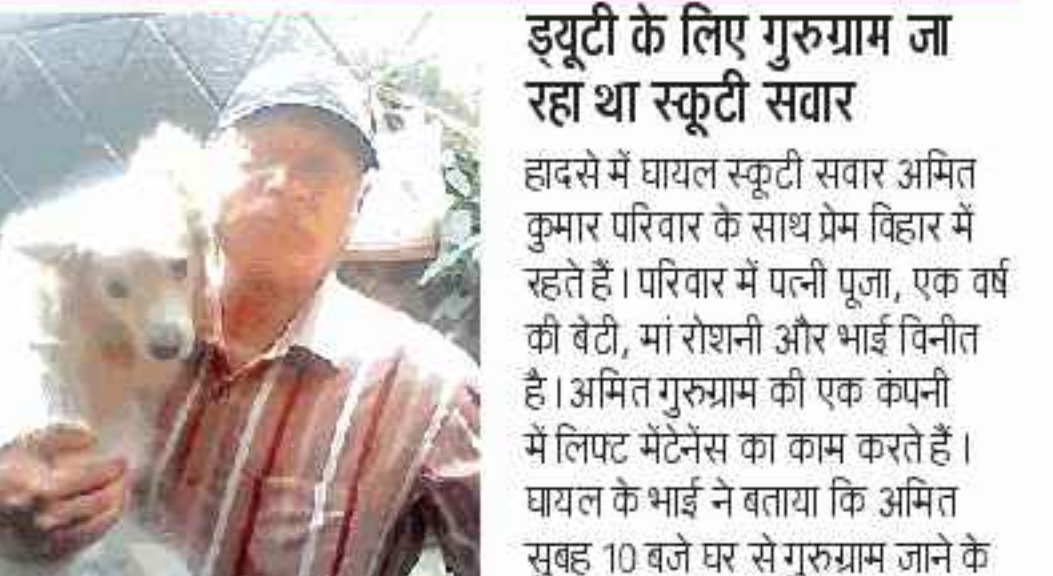 ड्यूटी के लिए गुरुग्राम जा
रहा था स्कूटी सवार
हादसे में घायल स्कूटी सवार अमित
कुमार परिवार के साथ प्रेम विहार में
रहते हैं। परिवार में पत्नी पूजा, एक वर्ष
की बेटी, मां रोशनी और भाई विनीत
है। अमित गुरुग्राम की एक कंपनी
में लिफ्ट मेंटेनेंस का काम करते हैं।
घायल के भाई ने बताया कि अमित
सुबह 10 बजे घर से गुरुग्राम जाने के